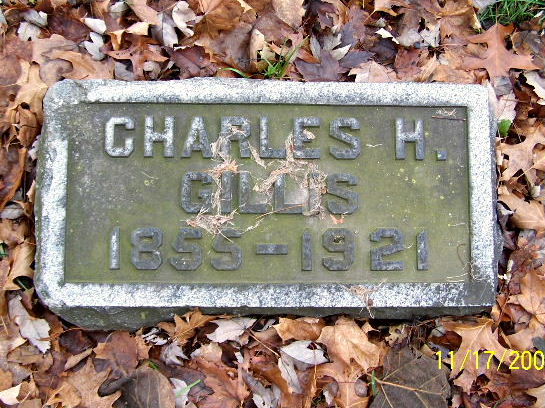 CHARLES H.
GILLIS
1855-1921
11/17/200